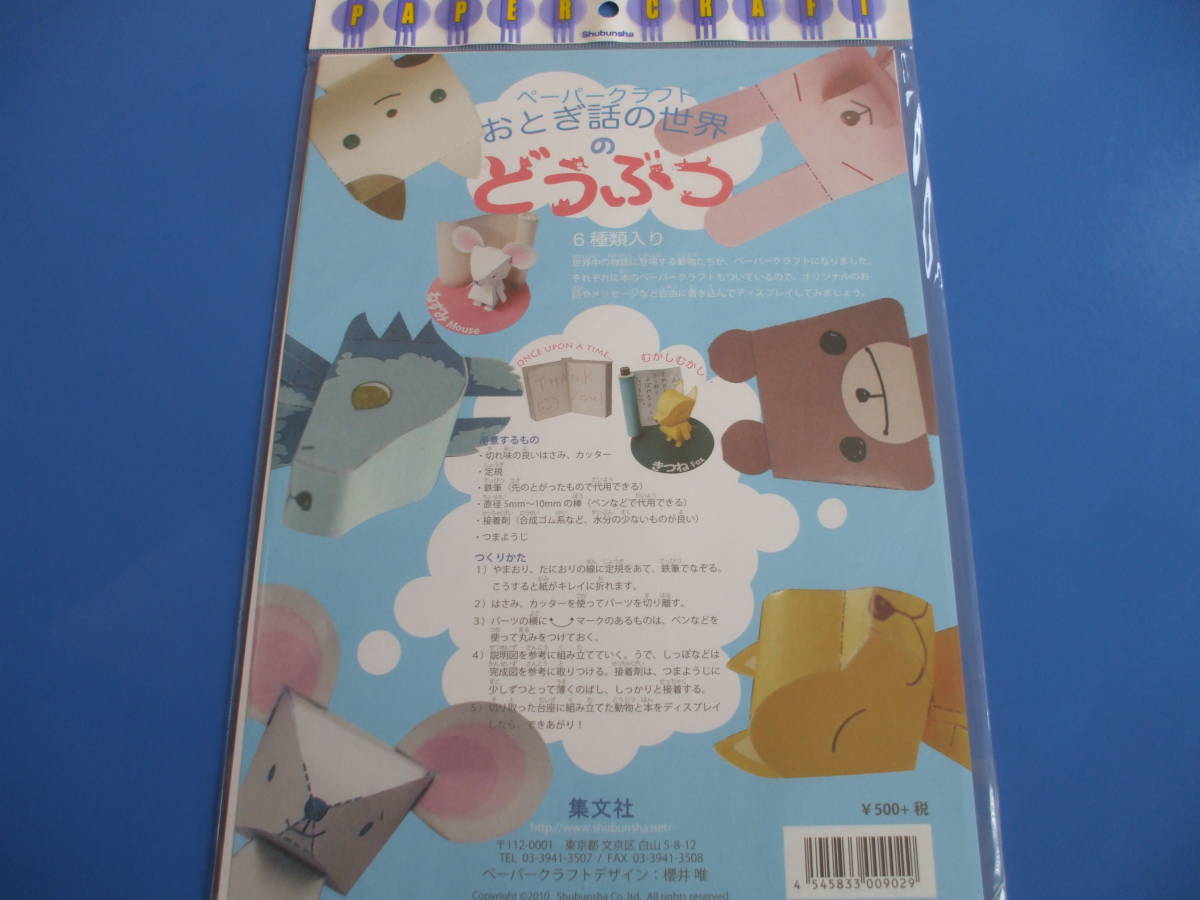 PAPER CRAFT
Shubunsha
ペーパークラフト
おとぎ話の世界
の
どうぶつ
6種類入り
世界中の物語に登場する動物たちが、ペーパークラフトになりました。
それぞれに本のペーパークラフトもついているので、オリジナルのお
話やメッセージなど自由に書き込んでディスプレイしてみましょう。
ねずみ Mouse
ONCE UPON A TIME...
むかしむかし...
THANK
You!
きつね Fox
用意するもの
・切れ味の良いはさみ、カッター
・定規
・鉄筆（先のとがったもので代用できる）
・直径5mm～10mmの棒（ペンなどで代用できる）
・接着剤（合成ゴム系など、水分の少ないものが良い）
・つまようじ
つくりかた
1）やまおり、たにおりの線に定規をあて、鉄筆でなぞる。
こうすると紙がキレイに折れます。
2）はさみ、カッターを使ってパーツを切り離す。
3）パーツの横に マークのあるものは、ペンなどを
使って丸みをつけておく。
4）説明図を参考に組み立てていく。うで、しっぽなどは
完成図を参考に取りつける。接着剤は、つまようじに
少しずつとって薄くのばし、しっかりと接着する。
5）切り取った台座に組み立てた動物と本をディスプレイ
したら、できあがり！
集文社
http://www.shubunsha.net/
〒112-0001 東京都 文京区 白山 5-8-12
TEL 03-3941-3507 / FAX 03-3941-3508
ペーパークラフトデザイン：櫻井 唯
Copyright ©2010 Shubunsha Co,ltd. All rights reserved.
¥500+税
4 545833 009029